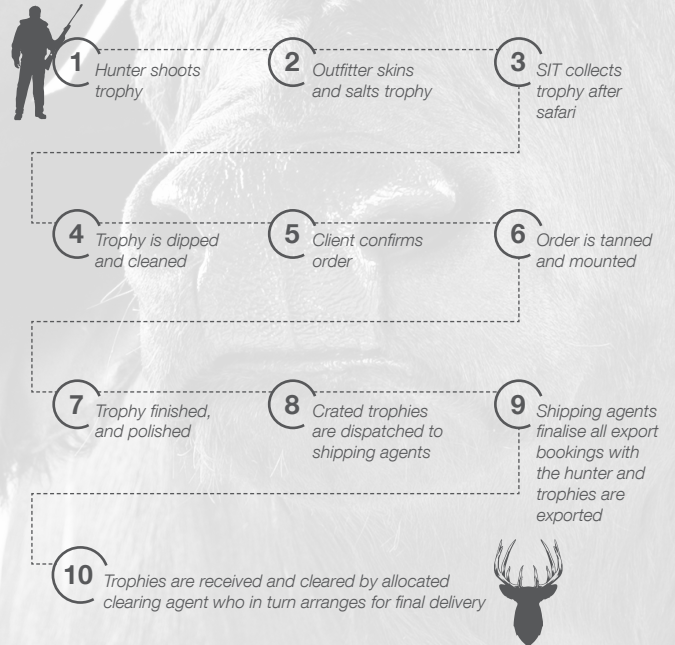 1
Hunter shoots
trophy
2
Outfitter skins
and salts trophy
3
SIT collects
trophy after
safari
4
Trophy is dipped
and cleaned
5
Client confirms
order
6
Order is tanned
and mounted
7
Trophy finished,
and polished
8
Crated trophies
are dispatched to
shipping agents
9
Shipping agents
finalise all export
bookings with
the hunter and
trophies are
exported
10
Trophies are received and cleared by allocated
clearing agent who in turn arranges for final delivery